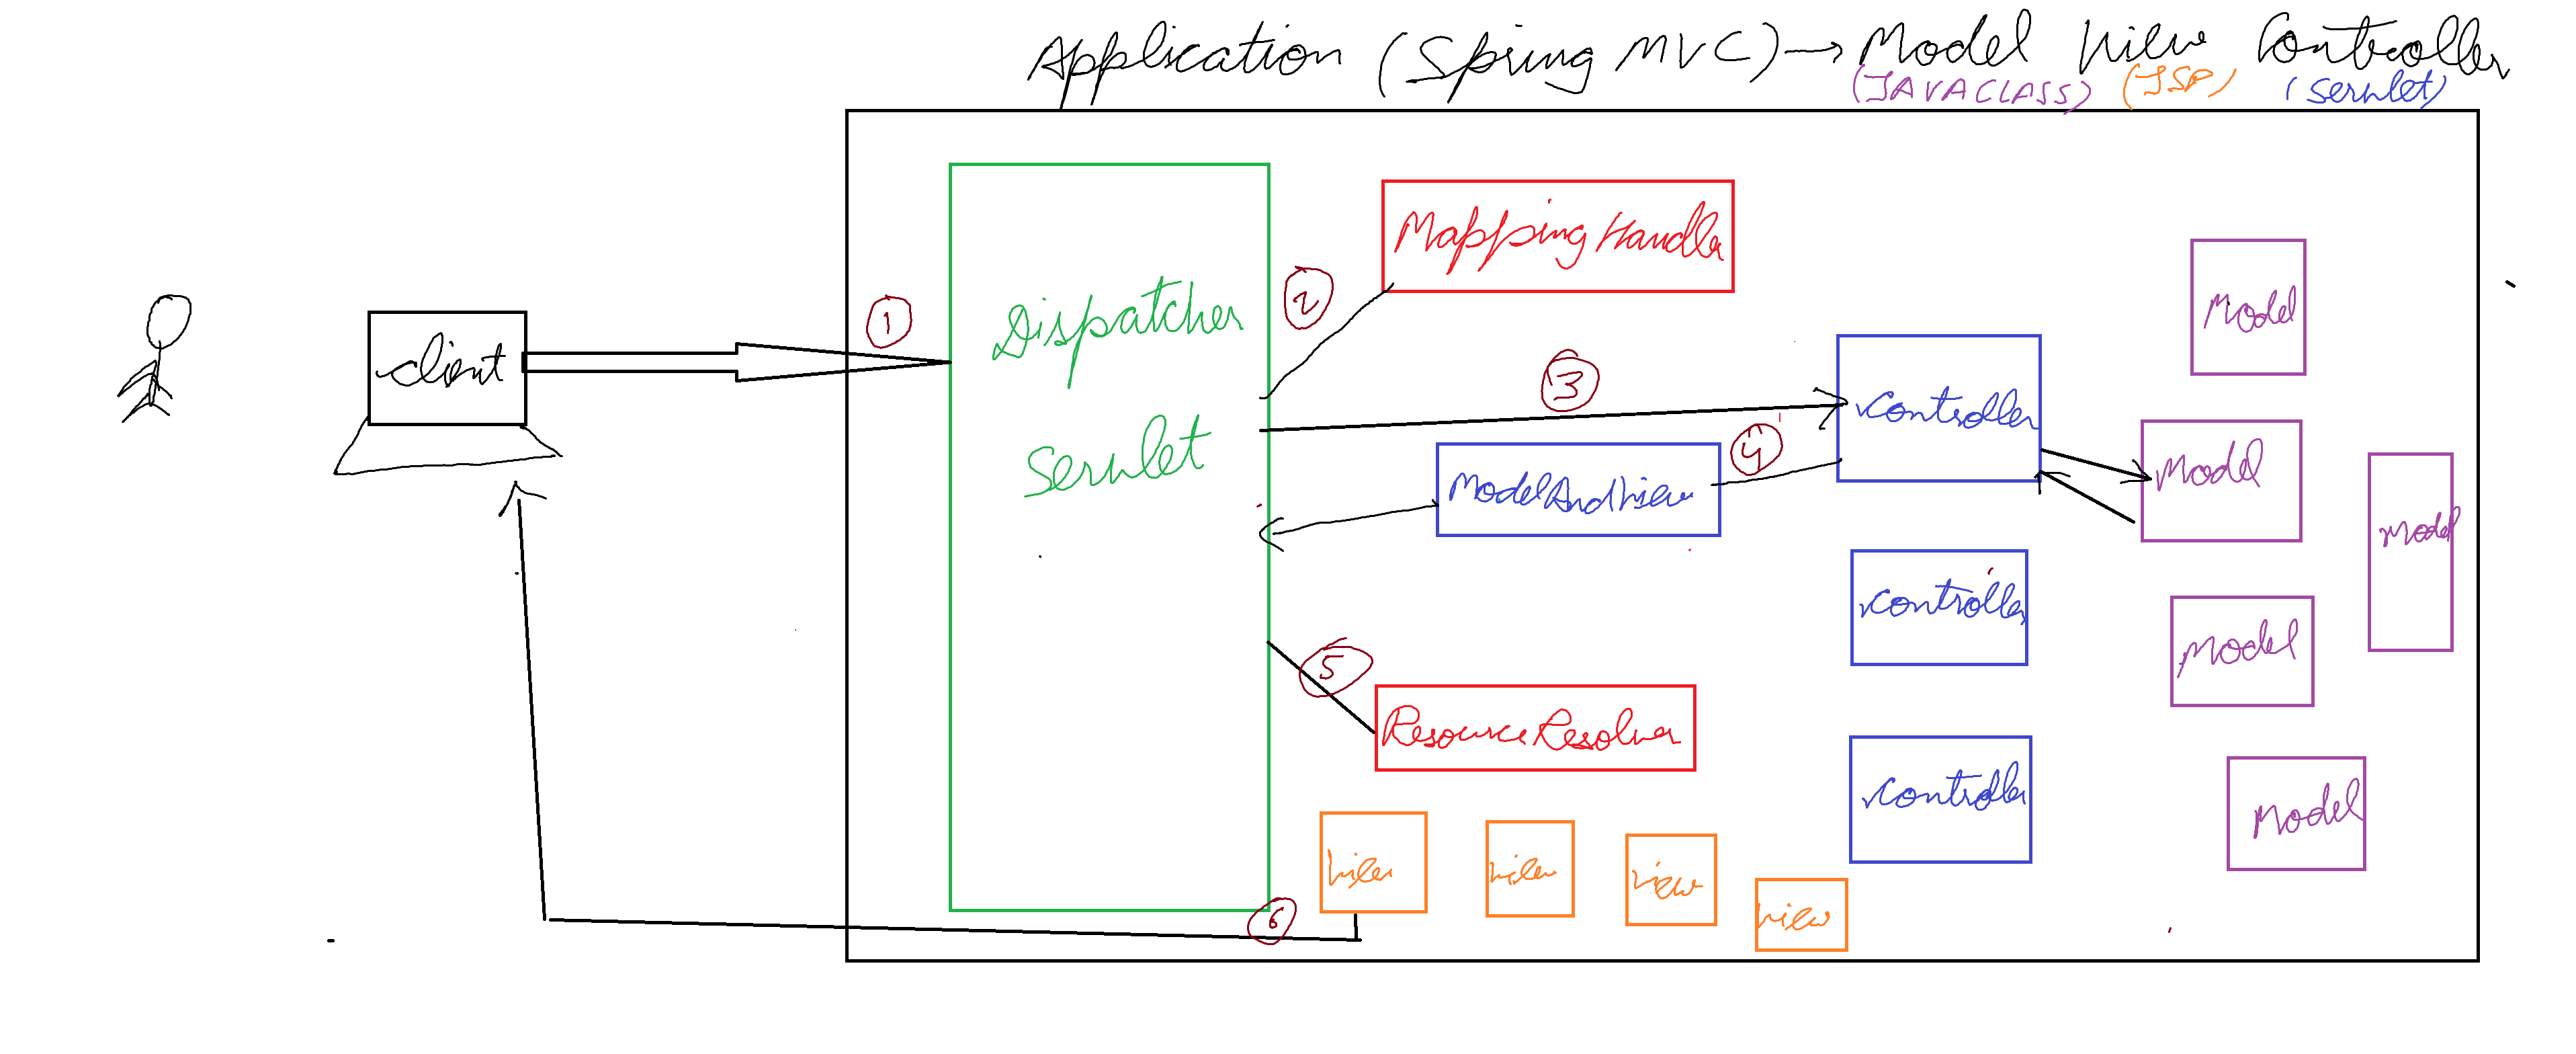 Application (Spring MVC) → Model View Controller
(JAVACLASS) (JSP) (Servlet)
client
1
Dispatcher
Servlet
2
Mapping Handler
3
Controller
4
ModelAndView
5
ResourceResolver
6
View
View
View
View
Controller
Controller
Model
Model
Model
Model
Model